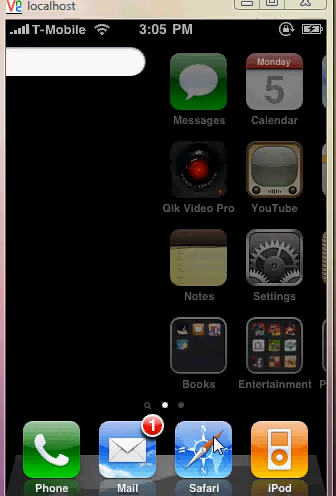 localhost
T-Mobile 3:05 PM
Messages Calendar
Monday
5
Qik Video Pro YouTube
Notes Settings
Books Entertainment P
1
Phone Mail Safari iPod